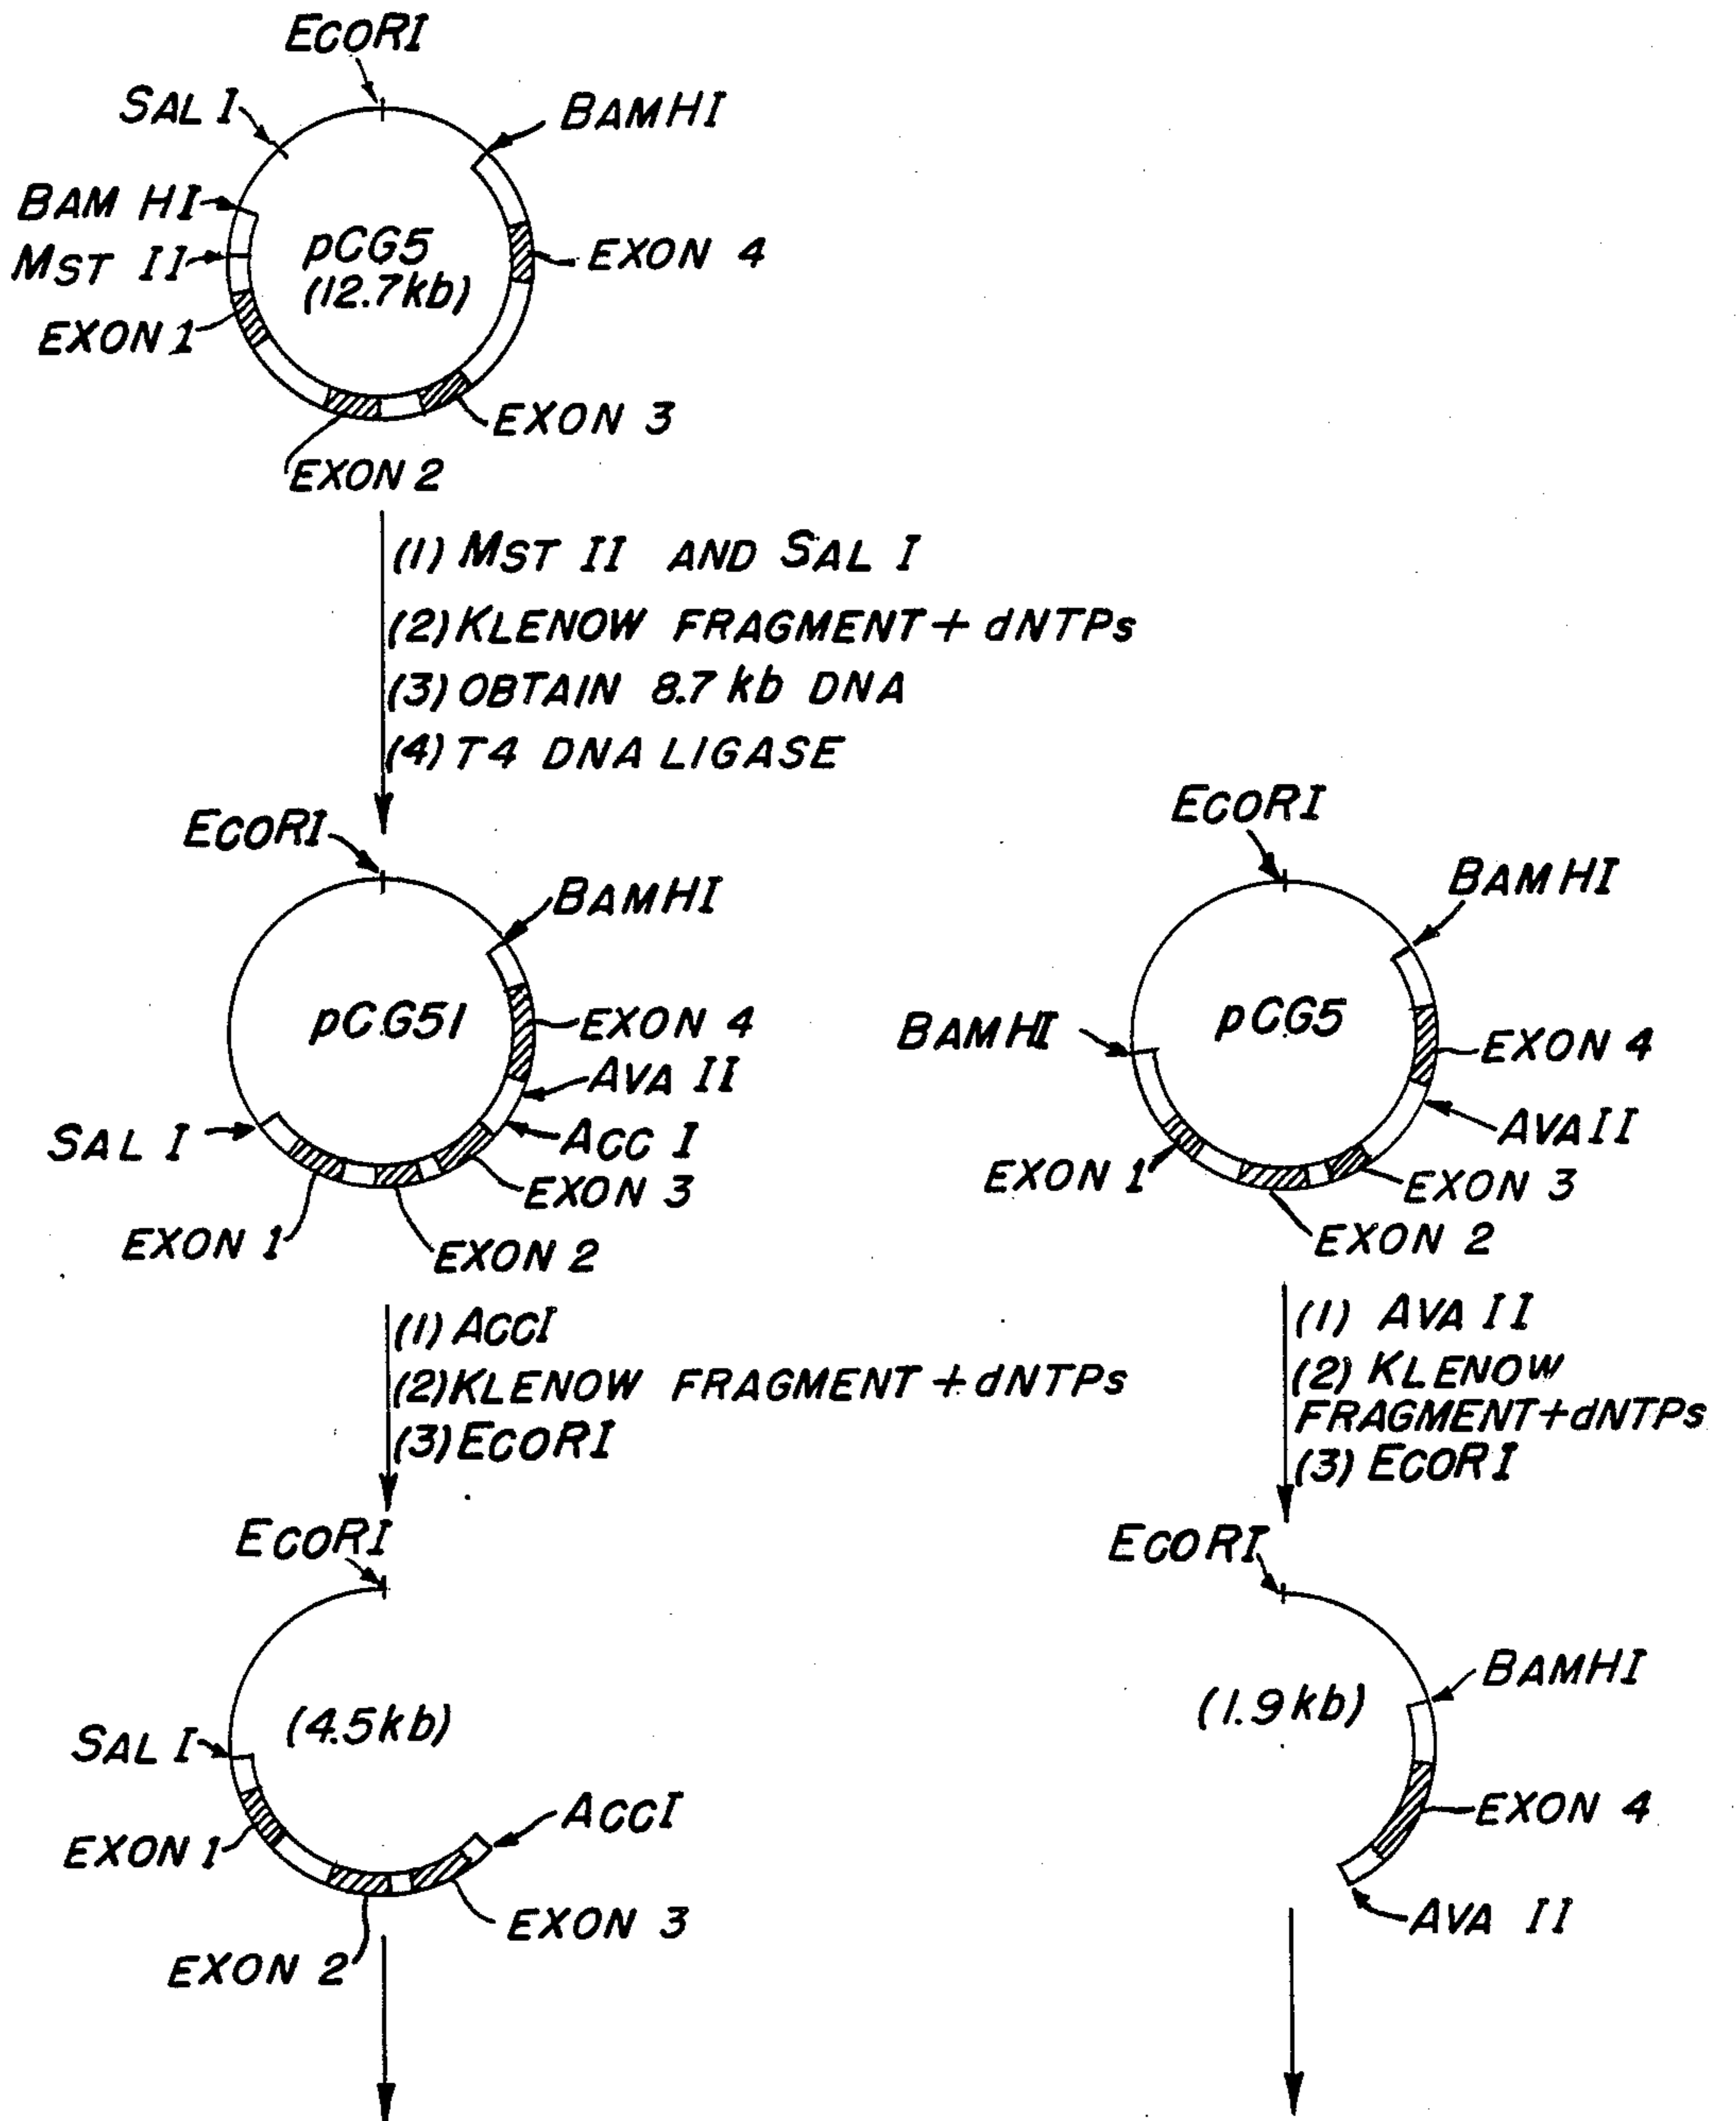 ECORI
SAL I
BAMHI
BAM HI
MST II
pCG5
(12.7kb)
EXON 4
EXON 1
EXON 3
EXON 2
(1) MST II AND SAL I
(2) KLENOW FRAGMENT + dNTPs
(3) OBTAIN 8.7 kb DNA
(4) T4 DNA LIGASE
ECORI
BAMHI
pCG51
EXON 4
AVA II
ACC I
SAL I
EXON 3
EXON 1
EXON 2
ECORI
BAMHI
BAMHI
pCG5
EXON 4
AVA II
EXON 1
EXON 3
EXON 2
(1) ACCI
(2) KLENOW FRAGMENT + dNTPs
(3) ECORI
(1) AVA II
(2) KLENOW
FRAGMENT+dNTPs
(3) ECORI
ECORI
(4.5kb)
SAL I
ACCI
EXON 1
EXON 3
EXON 2
ECORI
BAMHI
(1.9kb)
EXON 4
AVA II